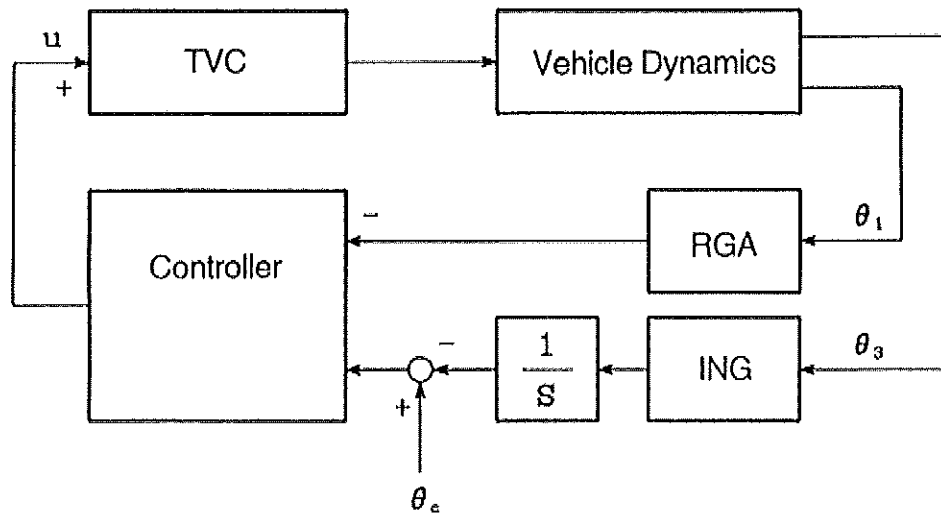 u
+
TVC
Vehicle Dynamics
Controller
-
RGA
θ₁
-
+
1
S
ING
θ₃
θc